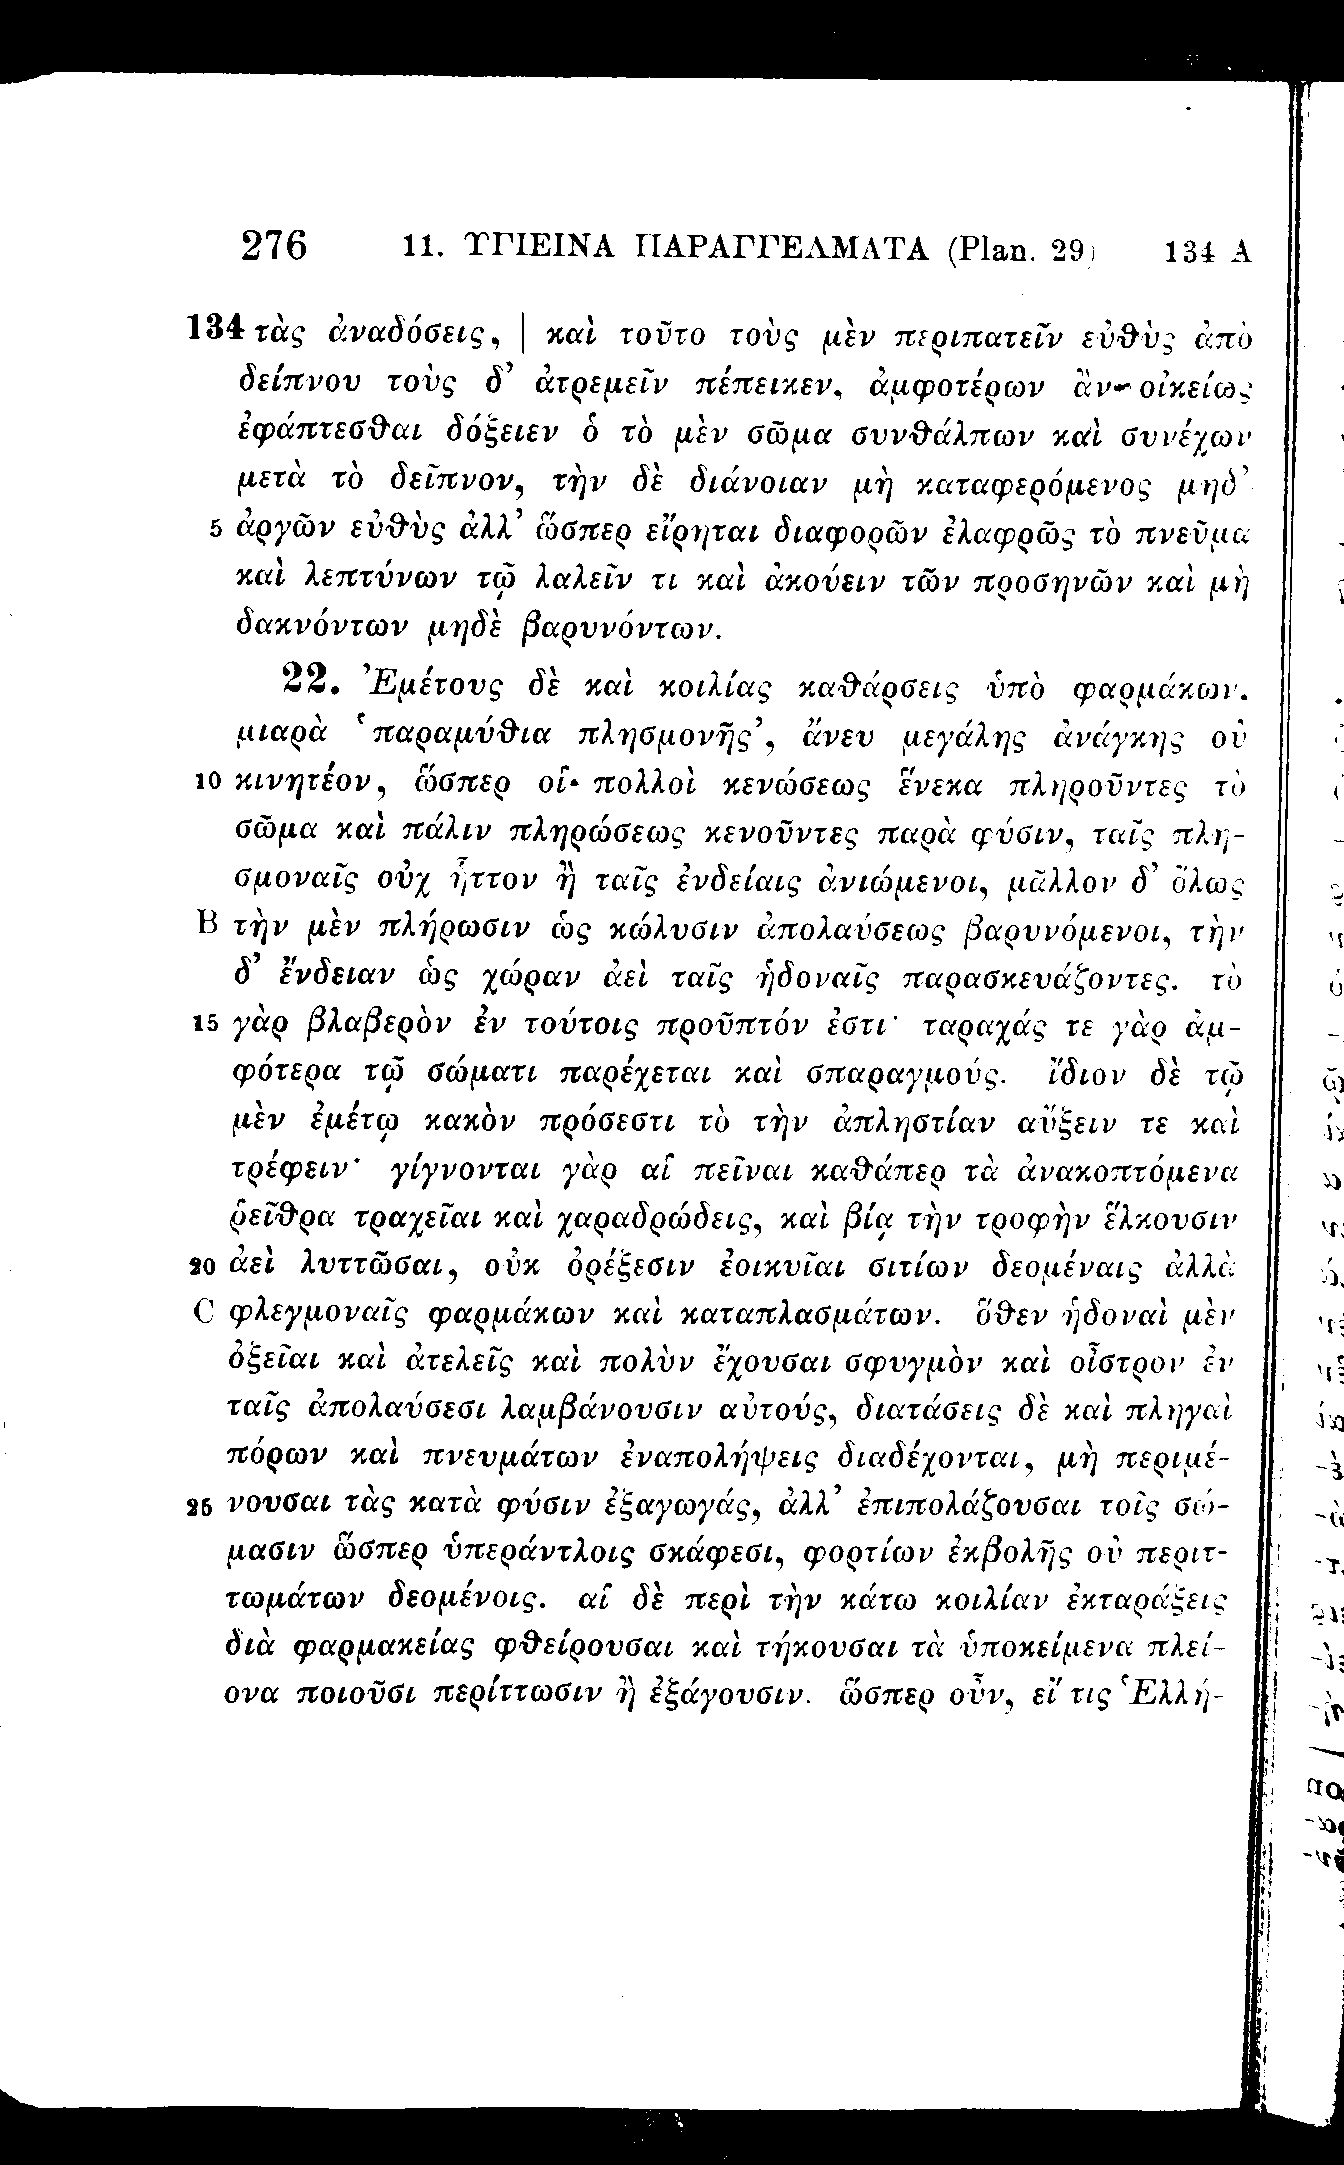 276 11. ΥΓΙΕΙΝΑ ΠΑΡΑΓΓΕΛΜΑΤΑ (Plan. 29) 134 A
134 τὰς ἀναδόσεις, | καὶ τοῦτο τοὺς μὲν περιπατεῖν εὐθὺς ἀπὸ
δείπνου τοὺς δ’ ἀτρεμεῖν πέπεικεν, ἀμφοτέρων ἂν οἰκείως
ἐφάπτεσθαι δόξειεν ὁ τὸ μὲν σῶμα συνθάλπων καὶ συνέχων
μετὰ τὸ δεῖπνον, τὴν δὲ διάνοιαν μὴ καταφερόμενος μηδ’
5 ἀργῶν εὐθὺς ἀλλ’ ὥσπερ εἴρηται διαφορῶν ἐλαφρῶς τὸ πνεῦμα
καὶ λεπτύνων τῷ λαλεῖν τι καὶ ἀκούειν τῶν προσηνῶν καὶ μὴ
δακνόντων μηδὲ βαρυνόντων.
22. Ἐμέτους δὲ καὶ κοιλίας καθάρσεις ὑπὸ φαρμάκων,
μιαρὰ ‘παραμύθια πλησμονῆς’, ἄνευ μεγάλης ἀνάγκης οὐ
10 κινητέον, ὥσπερ οἱ πολλοὶ κενώσεως ἕνεκα πληροῦντες τὸ
σῶμα καὶ πάλιν πληρώσεως κενοῦντες παρὰ φύσιν, ταῖς πλη-
σμοναῖς οὐχ ἧττον ἢ ταῖς ἐνδείαις ἀνιώμενοι, μᾶλλον δ’ ὅλως
B τὴν μὲν πλήρωσιν ὡς κώλυσιν ἀπολαύσεως βαρυνόμενοι, τὴν
δ’ ἔνδειαν ὡς χώραν ἀεὶ ταῖς ἡδοναῖς παρασκευάζοντες. τὸ
15 γὰρ βλαβερὸν ἐν τούτοις προῦπτόν ἐστι· ταραχάς τε γὰρ ἀμ-
φότερα τῷ σώματι παρέχεται καὶ σπαραγμούς. ἴδιον δὲ τῷ
μὲν ἐμέτῳ κακὸν πρόσεστι τὸ τὴν ἀπληστίαν αὔξειν τε καὶ
τρέφειν· γίγνονται γὰρ αἱ πεῖναι καθάπερ τὰ ἀνακοπτόμενα
ῥεῖθρα τραχεῖαι καὶ χαραδρώδεις, καὶ βίᾳ τὴν τροφὴν ἕλκουσιν
20 ἀεὶ λυττῶσαι, οὐκ ὀρέξεσιν ἐοικυῖαι σιτίων δεομέναις ἀλλὰ
C φλεγμοναῖς φαρμάκων καὶ καταπλασμάτων. ὅθεν ἡδοναὶ μὲν
ὀξεῖαι καὶ ἀτελεῖς καὶ πολὺν ἔχουσαι σφυγμὸν καὶ οἶστρον ἐν
ταῖς ἀπολαύσεσι λαμβάνουσιν αὐτούς, διατάσεις δὲ καὶ πληγαὶ
πόρων καὶ πνευμάτων ἐναπολήψεις διαδέχονται, μὴ περιμέ-
25 νουσαι τὰς κατὰ φύσιν ἐξαγωγάς, ἀλλ’ ἐπιπολάζουσαι τοῖς σώ-
μασιν ὥσπερ ὑπεράντλοις σκάφεσι, φορτίων ἐκβολῆς οὐ περιτ-
τωμάτων δεομένοις. αἱ δὲ περὶ τὴν κάτω κοιλίαν ἐκταράξεις
διὰ φαρμακείας φθείρουσαι καὶ τήκουσαι τὰ ὑποκείμενα πλεί-
ονα ποιοῦσι περίττωσιν ἢ ἐξάγουσιν. ὥσπερ οὖν, εἴ τις Ἑλλή-